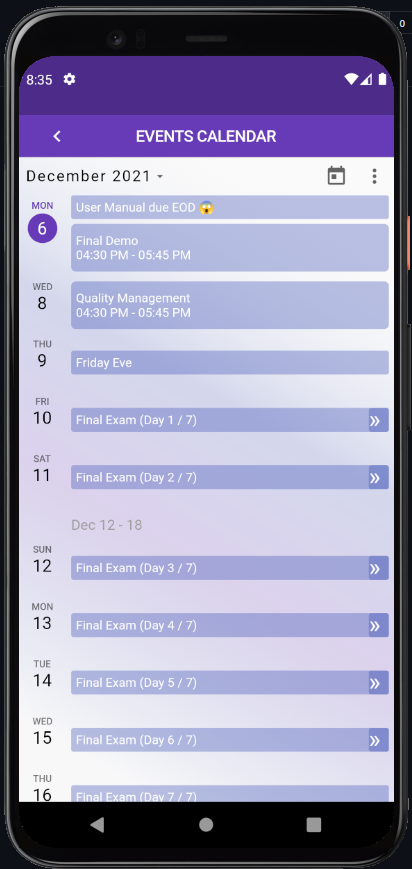 0
8:35
EVENTS CALENDAR
December 2021
MON
6
User Manual due EOD 😱
Final Demo
04:30 PM - 05:45 PM
WED
8
Quality Management
04:30 PM - 05:45 PM
THU
9
Friday Eve
FRI
10
Final Exam (Day 1 / 7)
SAT
11
Final Exam (Day 2 / 7)
Dec 12 - 18
SUN
12
Final Exam (Day 3 / 7)
MON
13
Final Exam (Day 4 / 7)
TUE
14
Final Exam (Day 5 / 7)
WED
15
Final Exam (Day 6 / 7)
THU
16
Final Exam (Day 7 / 7)